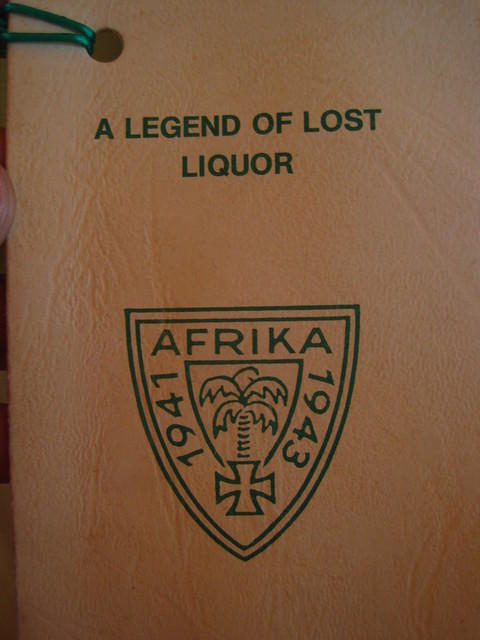 A LEGEND OF LOST
LIQUOR
AFRIKA
1941
1943